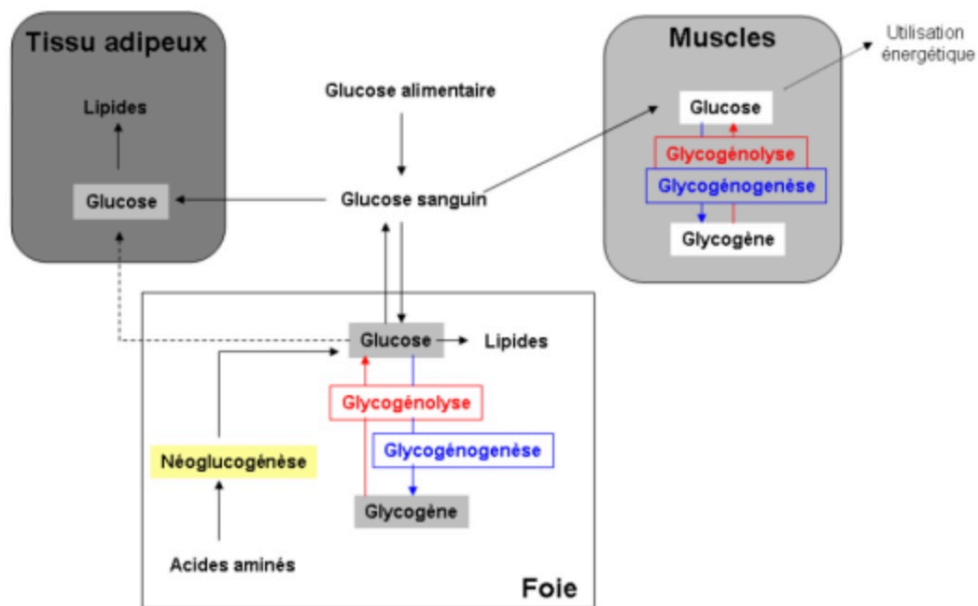 Tissu adipeux
Lipides
Glucose
Glucose alimentaire
Glucose sanguin
Muscles
Glucose
Glycogénolyse
Glycogénogenèse
Glycogène
Utilisation
énergétique
Glucose
Lipides
Glycogénolyse
Glycogénogenèse
Néoglucogénèse
Glycogène
Acides aminés
Foie